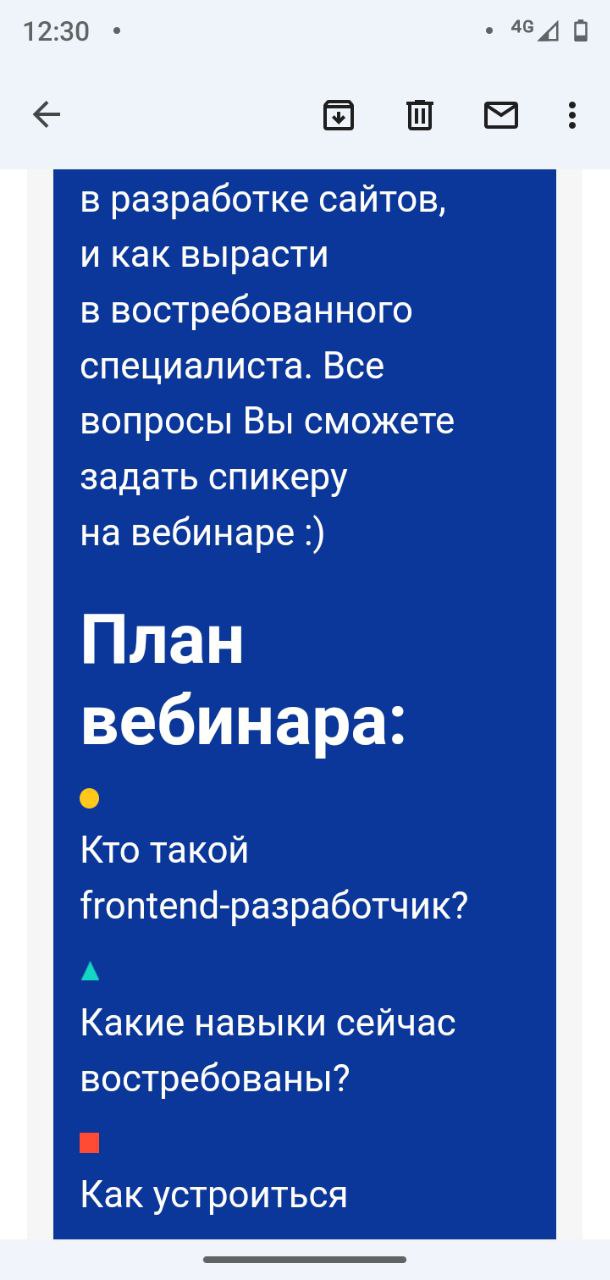 12:30
4G
в разработке сайтов,
и как вырасти
в востребованного
специалиста. Все
вопросы Вы сможете
задать спикеру
на вебинаре :)
План
вебинара:
Кто такой
frontend-разработчик?
Какие навыки сейчас
востребованы?
Как устроиться